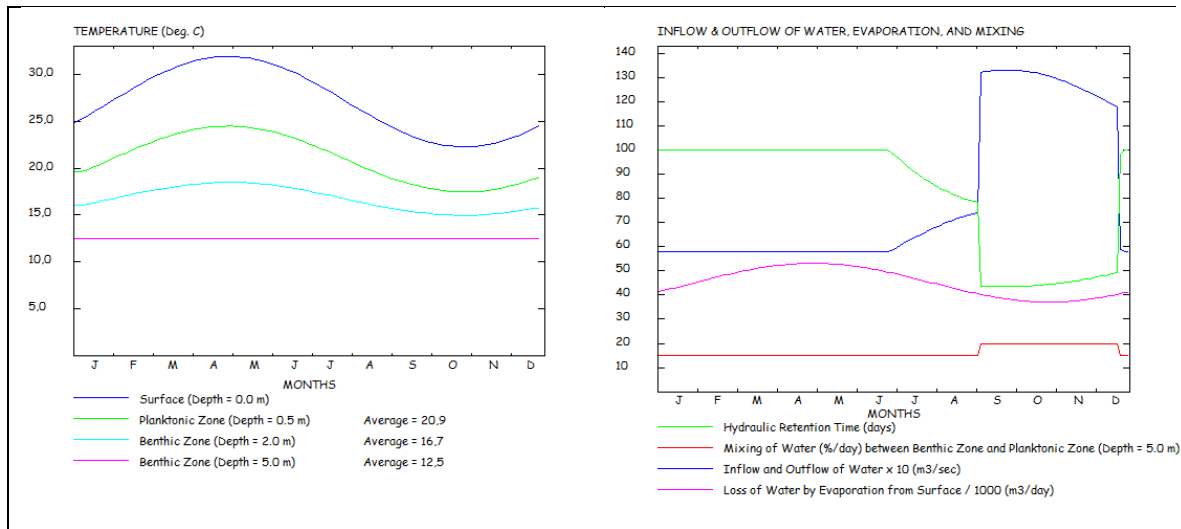 TEMPERATURE (Deg. C)
30,0
25,0
20,0
15,0
10,0
5,0
J F M A M J J A S O N D
MONTHS
Surface (Depth = 0.0 m)
Planktonic Zone (Depth = 0.5 m) Average = 20,9
Benthic Zone (Depth = 2.0 m) Average = 16,7
Benthic Zone (Depth = 5.0 m) Average = 12,5
INFLOW & OUTFLOW OF WATER, EVAPORATION, AND MIXING
140
130
120
110
100
90
80
70
60
50
40
30
20
10
J F M A M J J A S O N D
MONTHS
Hydraulic Retention Time (days)
Mixing of Water (%/day) between Benthic Zone and Planktonic Zone (Depth = 5.0 m)
Inflow and Outflow of Water x 10 (m3/sec)
Loss of Water by Evaporation from Surface / 1000 (m3/day)